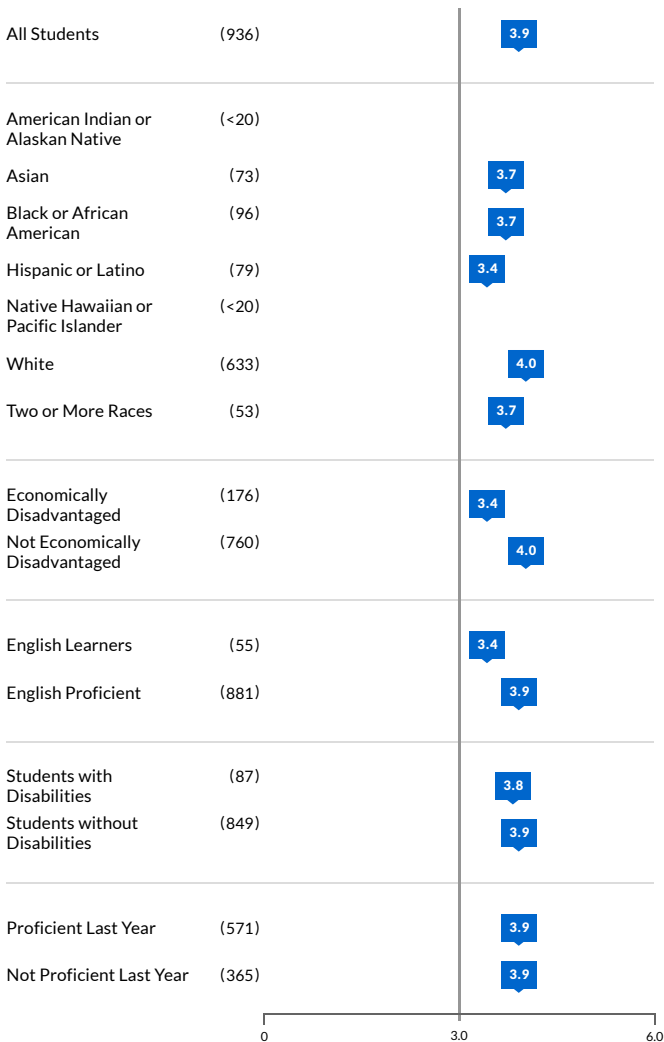 All Students (936) 3.9
American Indian or (<20)
Alaskan Native
Asian (73) 3.7
Black or African (96) 3.7
American
Hispanic or Latino (79) 3.4
Native Hawaiian or (<20)
Pacific Islander
White (633) 4.0
Two or More Races (53) 3.7
Economically (176) 3.4
Disadvantaged
Not Economically (760) 4.0
Disadvantaged
English Learners (55) 3.4
English Proficient (881) 3.9
Students with (87) 3.8
Disabilities
Students without (849) 3.9
Disabilities
Proficient Last Year (571) 3.9
Not Proficient Last Year (365) 3.9
0 3.0 6.0